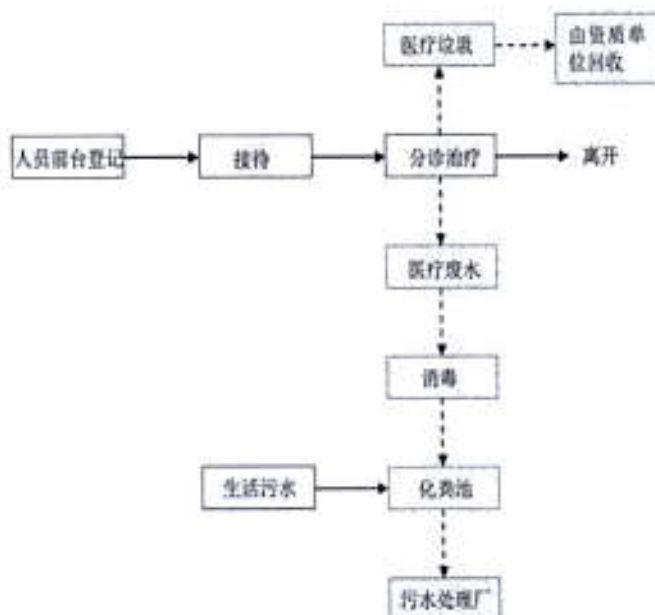 医疗垃圾
由资质单
位回收
人员前台登记
接待
分诊治疗
离开
医疗废水
消毒
生活污水
化粪池
污水处理厂